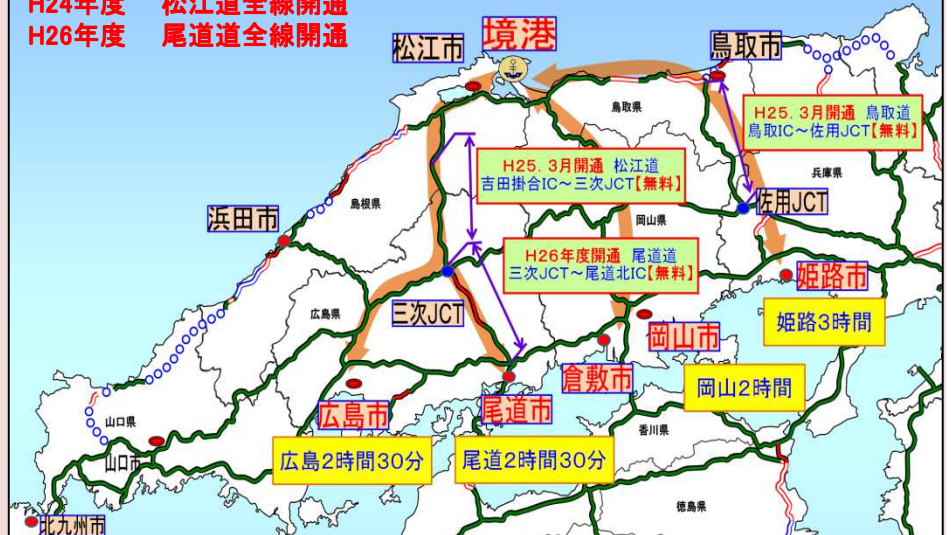 H24年度 松江道全線開通
H26年度 尾道道全線開通
境港
松江市
鳥取市
鳥取県
H25.3月開通 鳥取道
鳥取IC～佐用JCT【無料】
兵庫県
H25.3月開通 松江道
吉田掛合IC～三次JCT【無料】
佐用JCT
島根県
浜田市
岡山県
H26年度開通 尾道道
三次JCT～尾道北IC【無料】
姫路市
広島県
三次JCT
姫路3時間
岡山市
倉敷市
岡山2時間
広島市
尾道市
山口県
香川県
山口市
広島2時間30分
尾道2時間30分
徳島県
北九州市